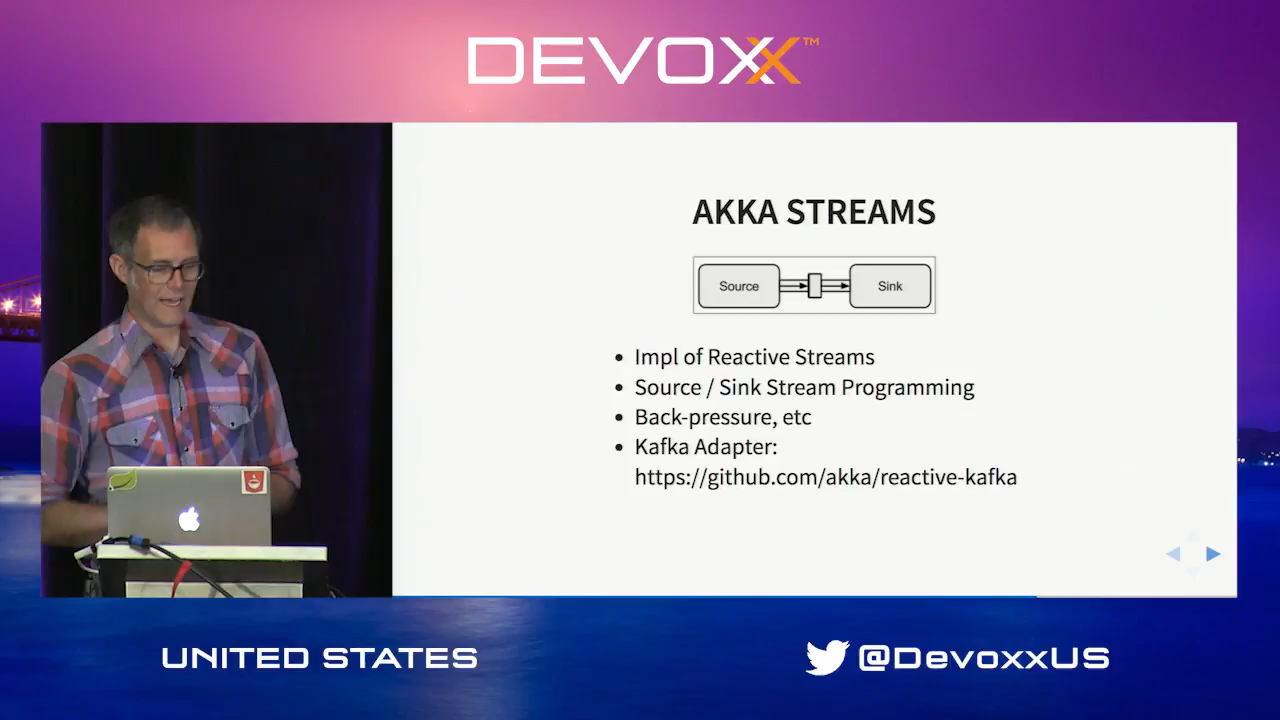 DEVOXX™
AKKA STREAMS
Source
Sink
• Impl of Reactive Streams
• Source / Sink Stream Programming
• Back-pressure, etc
• Kafka Adapter:
https://github.com/akka/reactive-kafka
UNITED STATES
@DevoxxUS